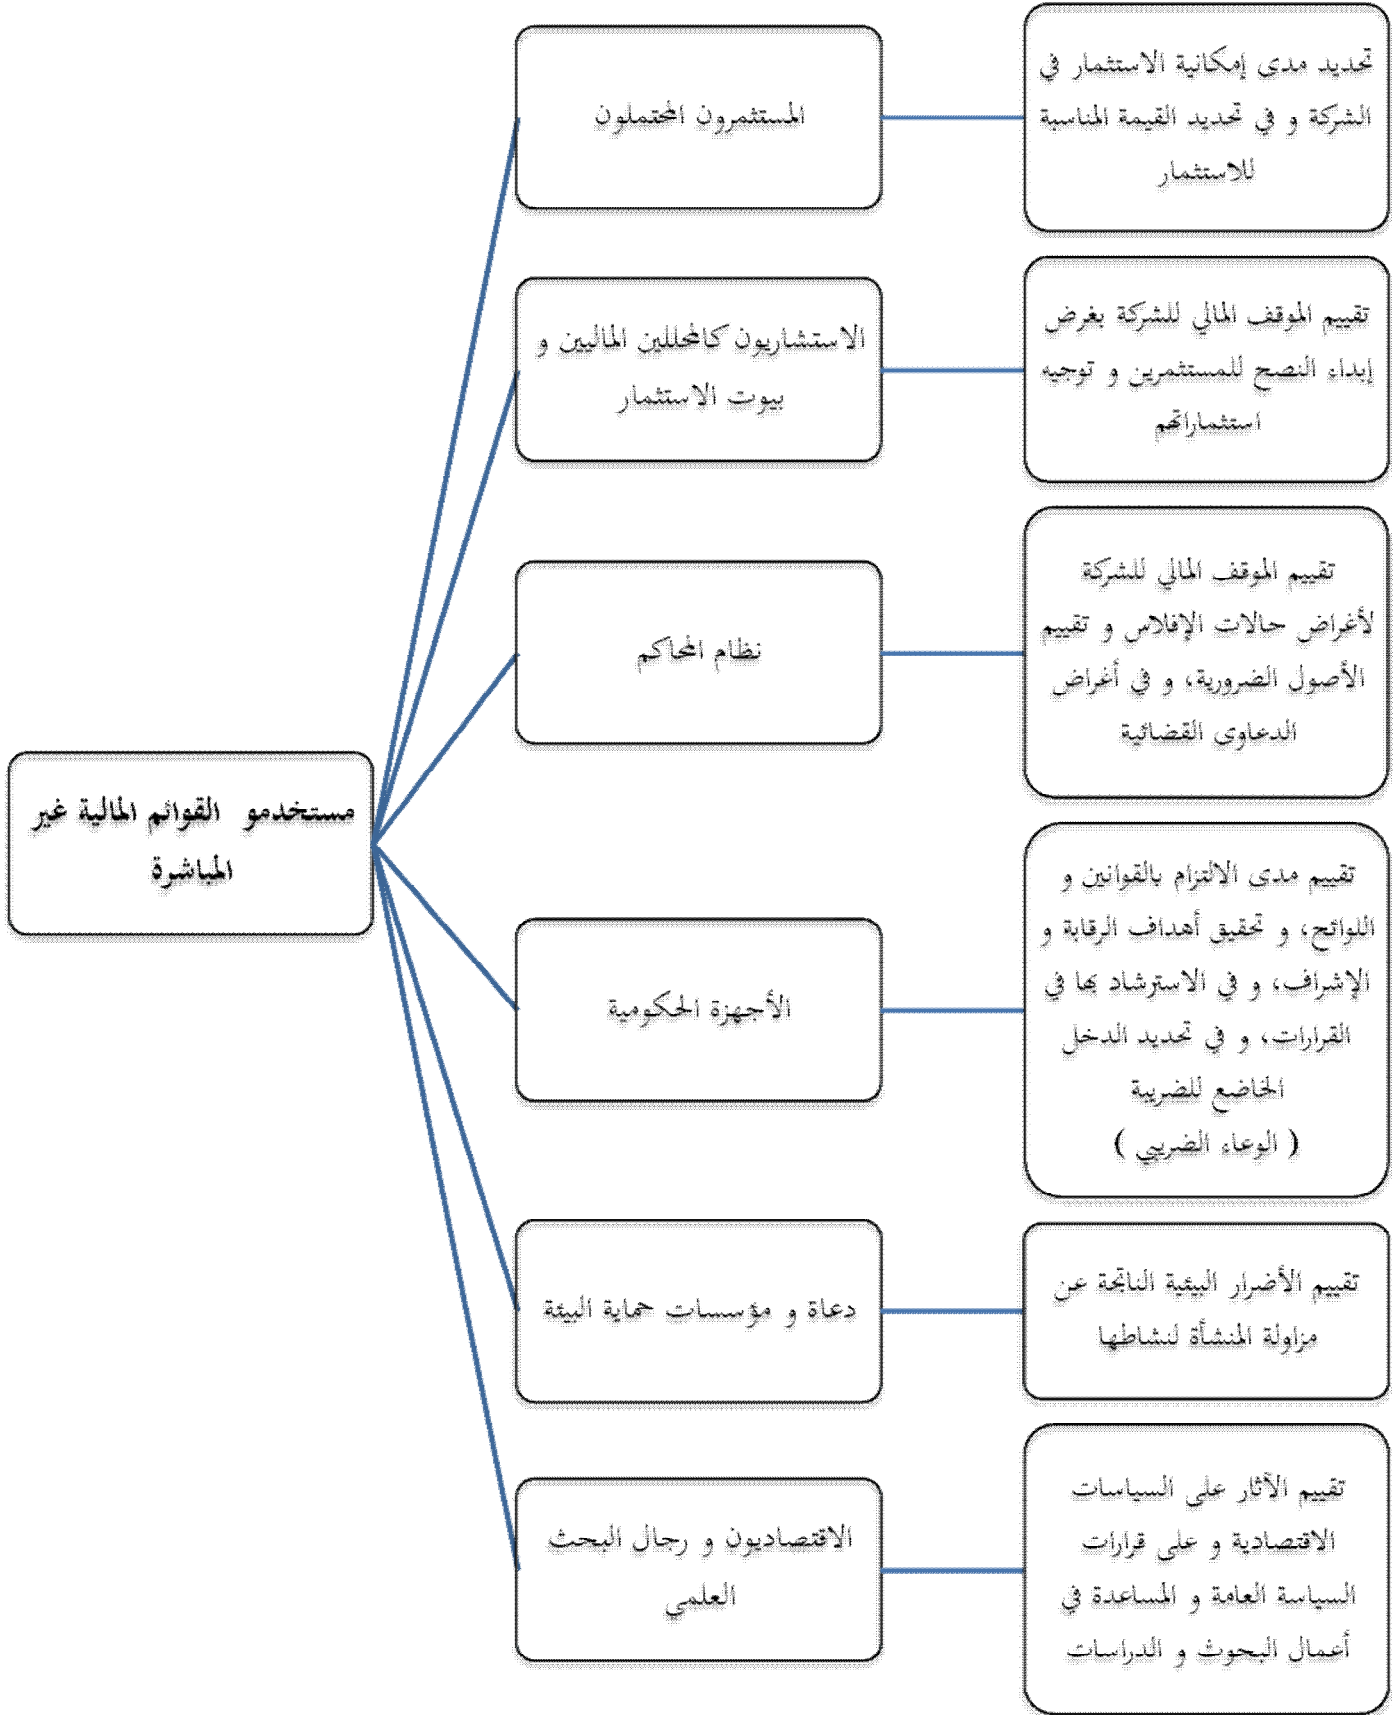 مستخدمو القوائم المالية غير
المباشرة
المستثمرون المحتملون
تحديد مدى إمكانية الاستثمار في
الشركة و في تحديد القيمة المناسبة
للاستثمار
الاستشاريون كالمحللين الماليين و
بيوت الاستثمار
تقييم الموقف المالي للشركة بغرض
إبداء النصح للمستثمرين و توجيه
استثماراتهم
نظام المحاكم
تقييم الموقف المالي للشركة
لأغراض حالات الإفلاس و تقييم
الأصول الضرورية، و في أغراض
الدعاوى القضائية
الأجهزة الحكومية
تقييم مدى الالتزام بالقوانين و
اللوائح، و تحقيق أهداف الرقابة و
الإشراف، و في الاسترشاد بها في
القرارات، و في تحديد الدخل
الخاضع للضريبة
( الوعاء الضريبي )
دعاة و مؤسسات حماية البيئة
تقييم الأضرار البيئية الناتجة عن
مزاولة المنشأة لنشاطها
الاقتصاديون و رجال البحث
العلمي
تقييم الآثار على السياسات
الاقتصادية و على قرارات
السياسة العامة و المساعدة في
أعمال البحوث و الدراسات